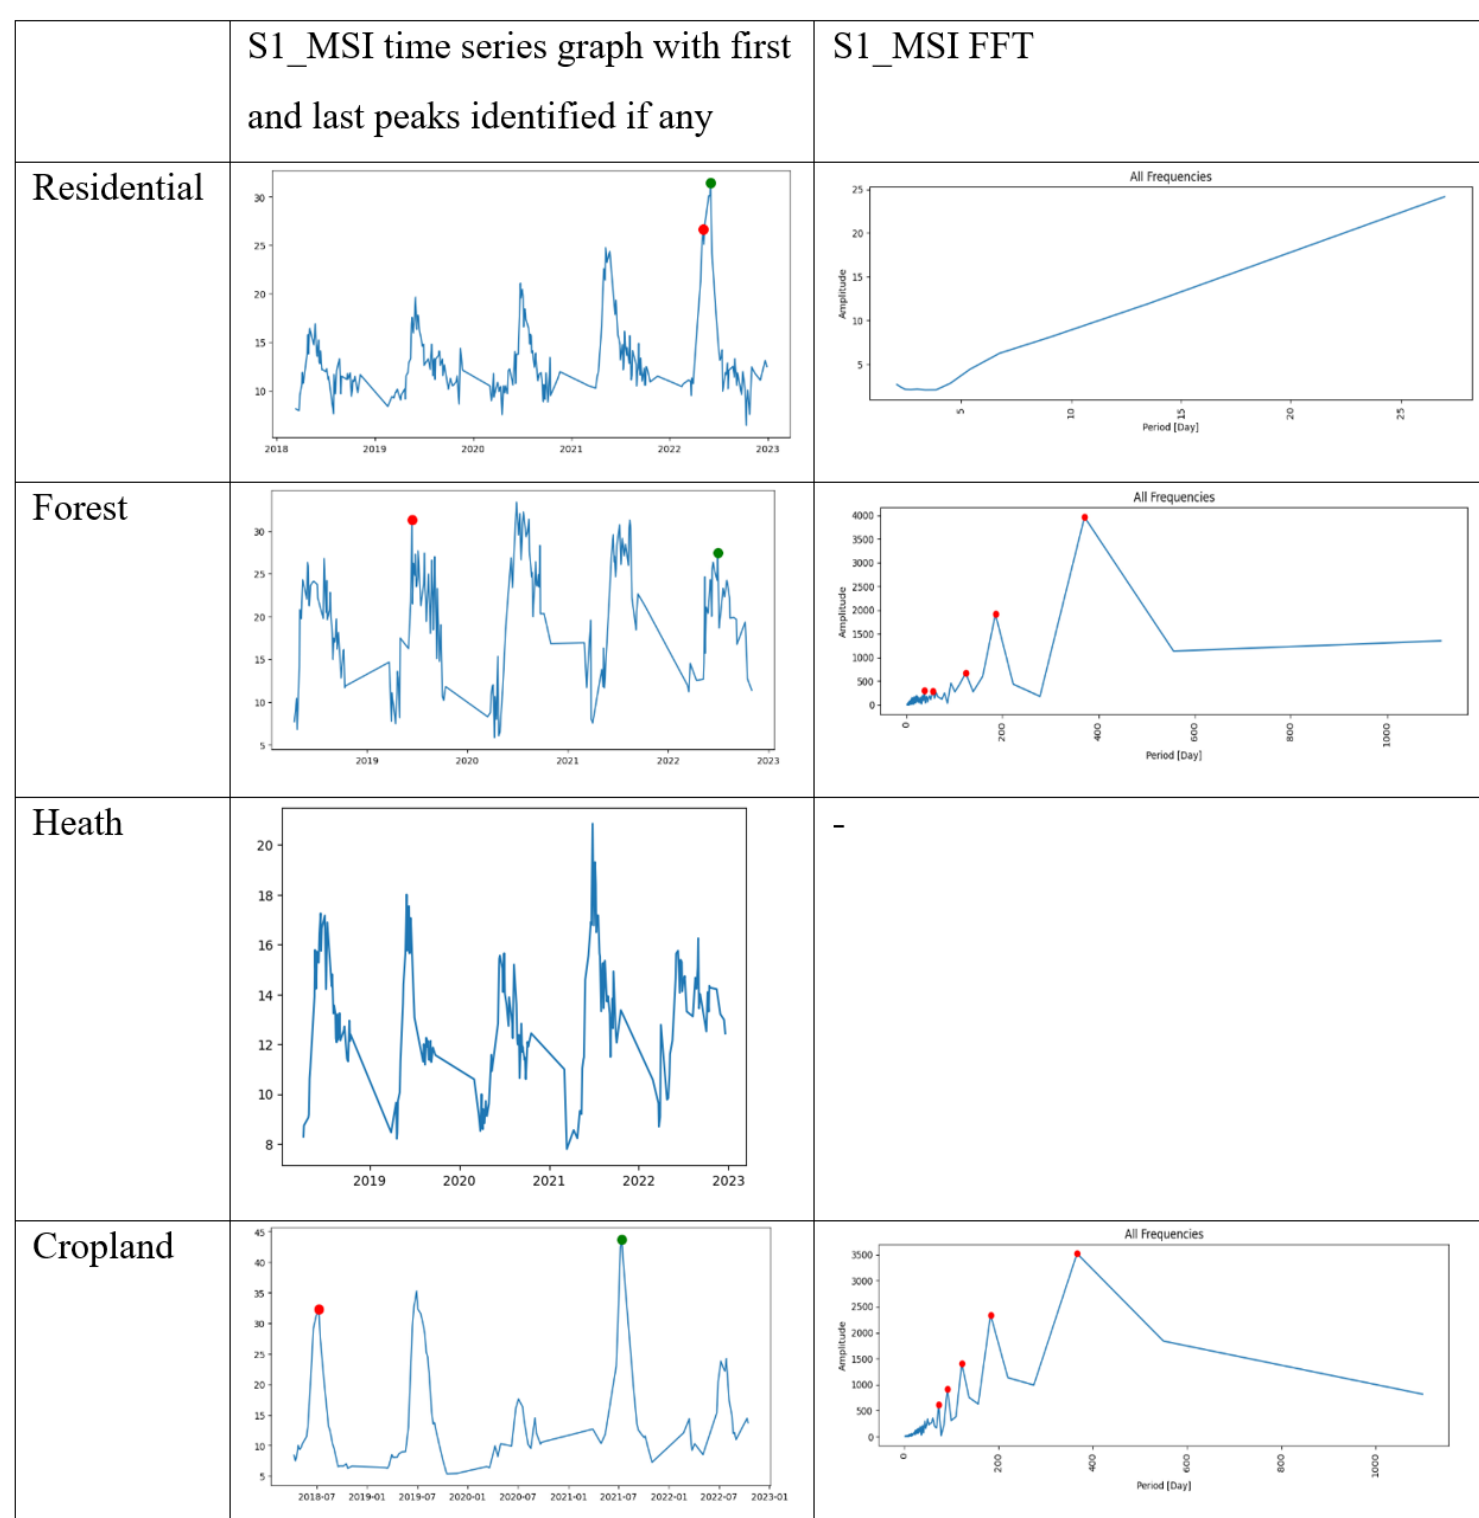 S1_MSI time series graph with first
and last peaks identified if any
S1_MSI FFT
Residential
30
25
20
15
10
2018 2019 2020 2021 2022 2023
All Frequencies
25
20
15
10
5
Amplitude
5 10 15 20 25
Period [Day]
Forest
30
25
20
15
10
5
2019 2020 2021 2022 2023
All Frequencies
4000
3500
3000
2500
2000
1500
1000
500
0
Amplitude
0 200 400 600 800 1000
Period [Day]
Heath
20
18
16
14
12
10
8
2019 2020 2021 2022 2023
-
Cropland
45
40
35
30
25
20
15
10
5
2018-07 2019-01 2019-07 2020-01 2020-07 2021-01 2021-07 2022-01 2022-07 2023-01
All Frequencies
3500
3000
2500
2000
1500
1000
500
0
Amplitude
0 200 400 600 800 1000
Period [Day]